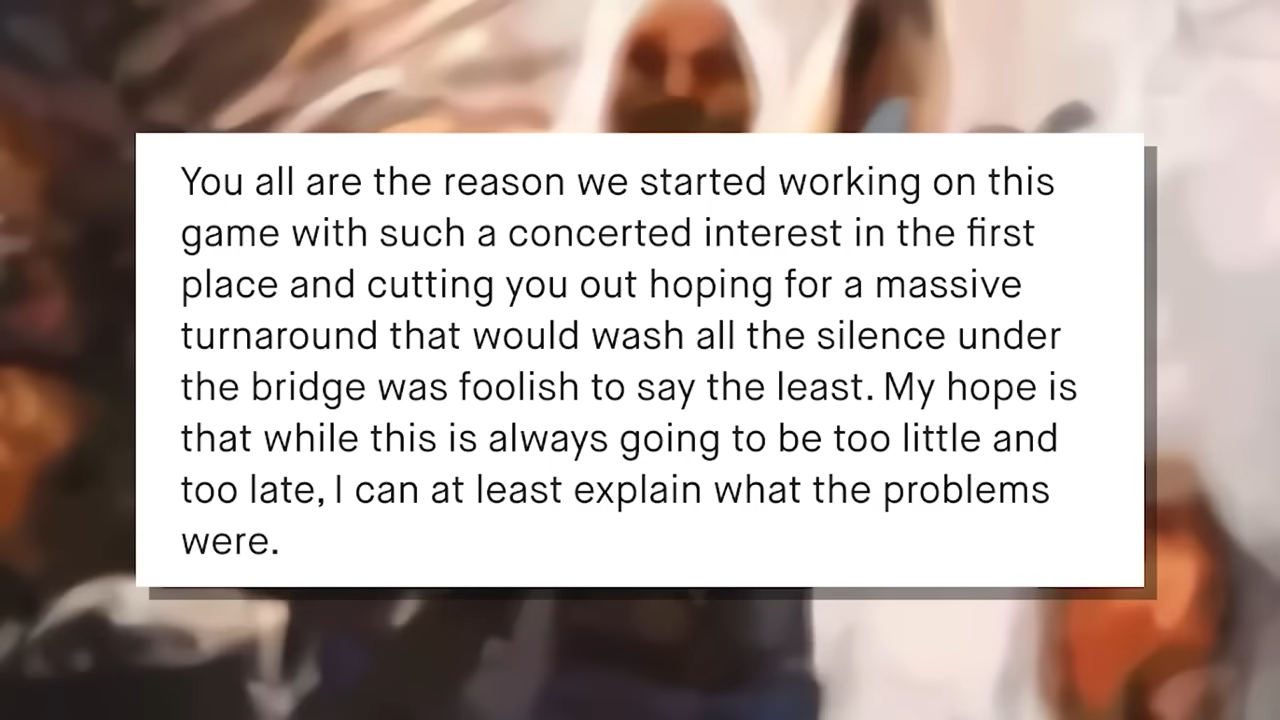 You all are the reason we started working on this
game with such a concerted interest in the first
place and cutting you out hoping for a massive
turnaround that would wash all the silence under
the bridge was foolish to say the least. My hope is
that while this is always going to be too little and
too late, I can at least explain what the problems
were.